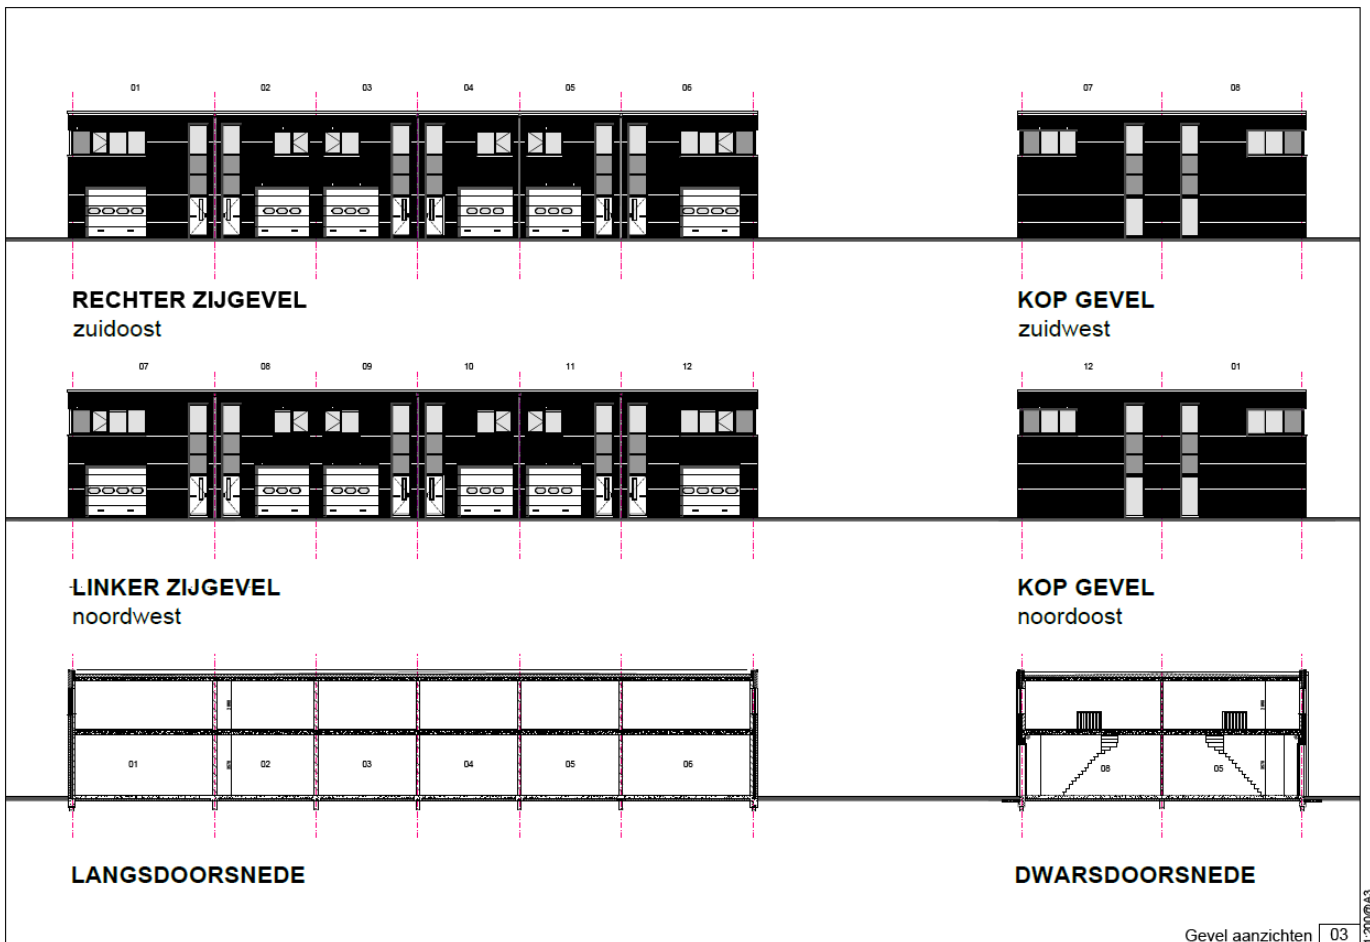 01 02 03 04 05 06 07 08
RECHTER ZIJGEVEL
zuidoost
KOP GEVEL
zuidwest
07 08 09 10 11 12 12 01
LINKER ZIJGEVEL
noordwest
KOP GEVEL
noordoost
01 02 03 04 05 06 08 05
LANGSDOORSNEDE
DWARSDOORSNEDE
Gevel aanzichten 03